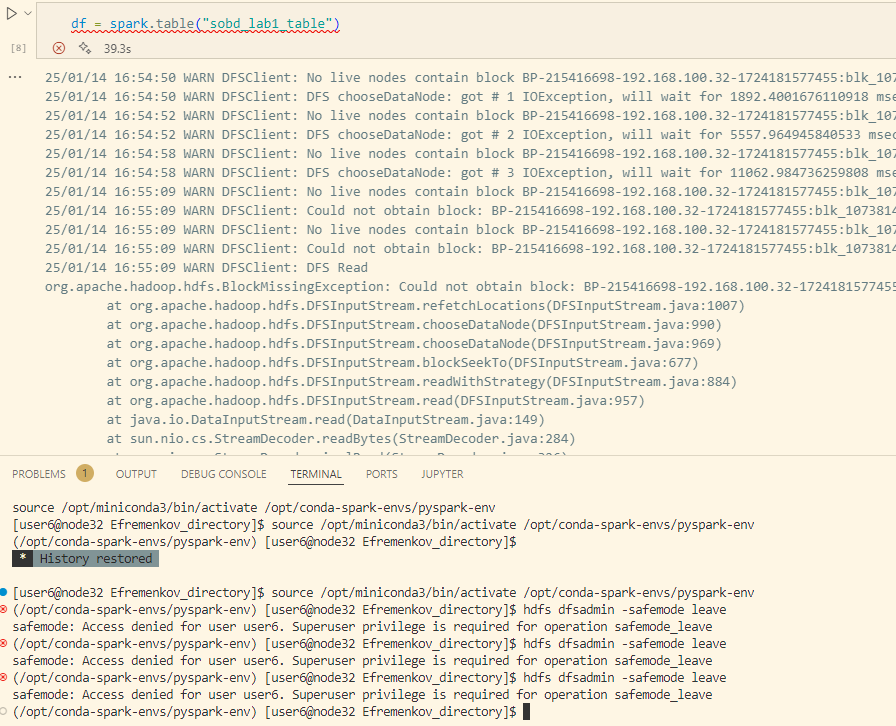 df = spark.table("sobd_lab1_table")
[8]
39.3s
...
25/01/14 16:54:50 WARN DFSClient: No live nodes contain block BP-215416698-192.168.100.32-1724181577455:blk_107
25/01/14 16:54:50 WARN DFSClient: DFS chooseDataNode: got # 1 IOException, will wait for 1892.4001676110918 mse
25/01/14 16:54:52 WARN DFSClient: No live nodes contain block BP-215416698-192.168.100.32-1724181577455:blk_107
25/01/14 16:54:52 WARN DFSClient: DFS chooseDataNode: got # 2 IOException, will wait for 5557.964945840533 msec
25/01/14 16:54:58 WARN DFSClient: No live nodes contain block BP-215416698-192.168.100.32-1724181577455:blk_107
25/01/14 16:54:58 WARN DFSClient: DFS chooseDataNode: got # 3 IOException, will wait for 11062.984736259808 mse
25/01/14 16:55:09 WARN DFSClient: No live nodes contain block BP-215416698-192.168.100.32-1724181577455:blk_107
25/01/14 16:55:09 WARN DFSClient: Could not obtain block: BP-215416698-192.168.100.32-1724181577455:blk_1073814
25/01/14 16:55:09 WARN DFSClient: No live nodes contain block BP-215416698-192.168.100.32-1724181577455:blk_107
25/01/14 16:55:09 WARN DFSClient: Could not obtain block: BP-215416698-192.168.100.32-1724181577455:blk_1073814
25/01/14 16:55:09 WARN DFSClient: DFS Read
org.apache.hadoop.hdfs.BlockMissingException: Could not obtain block: BP-215416698-192.168.100.32-1724181577455
at org.apache.hadoop.hdfs.DFSInputStream.refetchLocations(DFSInputStream.java:1007)
at org.apache.hadoop.hdfs.DFSInputStream.chooseDataNode(DFSInputStream.java:990)
at org.apache.hadoop.hdfs.DFSInputStream.chooseDataNode(DFSInputStream.java:969)
at org.apache.hadoop.hdfs.DFSInputStream.blockSeekTo(DFSInputStream.java:677)
at org.apache.hadoop.hdfs.DFSInputStream.readWithStrategy(DFSInputStream.java:884)
at org.apache.hadoop.hdfs.DFSInputStream.read(DFSInputStream.java:957)
at java.io.DataInputStream.read(DataInputStream.java:149)
at sun.nio.cs.StreamDecoder.readBytes(StreamDecoder.java:284)
PROBLEMS 1 OUTPUT DEBUG CONSOLE TERMINAL PORTS JUPYTER
source /opt/miniconda3/bin/activate /opt/conda-spark-envs/pyspark-env
[user6@node32 Efremenkov_directory]$ source /opt/miniconda3/bin/activate /opt/conda-spark-envs/pyspark-env
(/opt/conda-spark-envs/pyspark-env) [user6@node32 Efremenkov_directory]$
* History restored
[user6@node32 Efremenkov_directory]$ source /opt/miniconda3/bin/activate /opt/conda-spark-envs/pyspark-env
(/opt/conda-spark-envs/pyspark-env) [user6@node32 Efremenkov_directory]$ hdfs dfsadmin -safemode leave
safemode: Access denied for user user6. Superuser privilege is required for operation safemode_leave
(/opt/conda-spark-envs/pyspark-env) [user6@node32 Efremenkov_directory]$ hdfs dfsadmin -safemode leave
safemode: Access denied for user user6. Superuser privilege is required for operation safemode_leave
(/opt/conda-spark-envs/pyspark-env) [user6@node32 Efremenkov_directory]$ hdfs dfsadmin -safemode leave
safemode: Access denied for user user6. Superuser privilege is required for operation safemode_leave
(/opt/conda-spark-envs/pyspark-env) [user6@node32 Efremenkov_directory]$